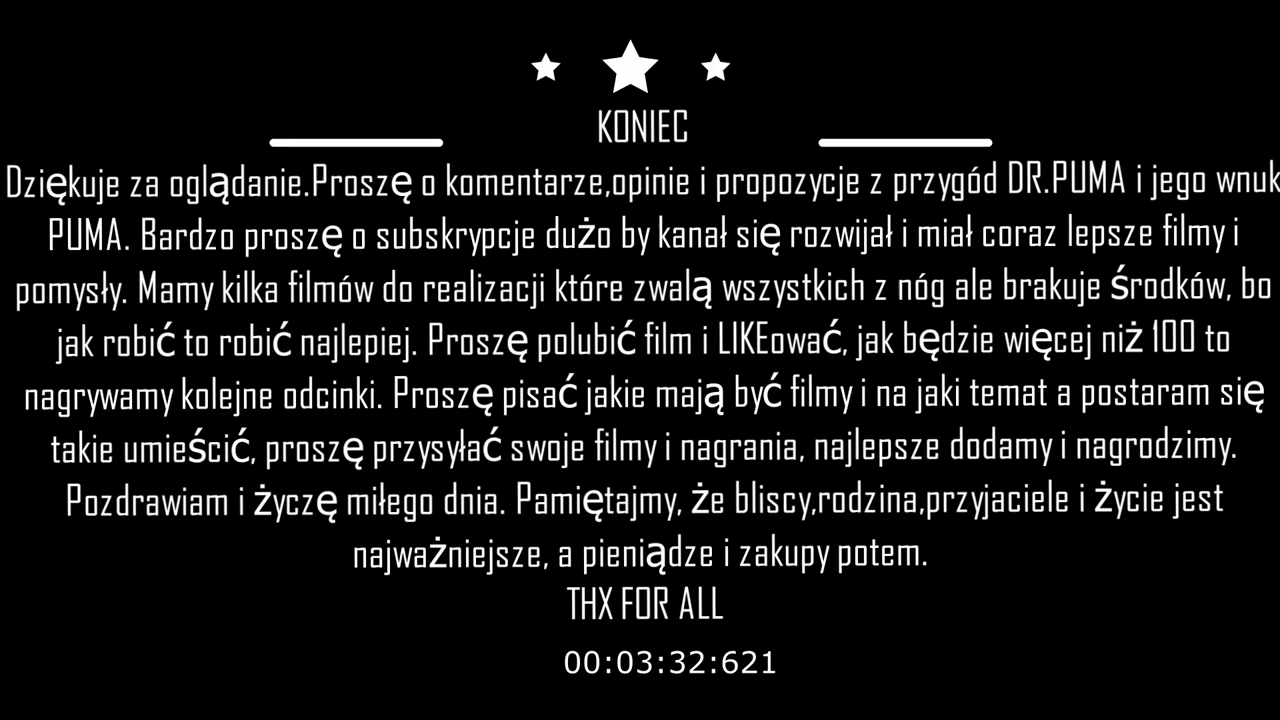 KONIEC
Dziękuje za oglądanie.Proszę o komentarze,opinie i propozycje z przygód DR.PUMA i jego wnuk
PUMA. Bardzo proszę o subskrypcje dużo by kanał się rozwijał i miał coraz lepsze filmy i
pomysły. Mamy kilka filmów do realizacji które zwalą wszystkich z nóg ale brakuje środków, bo
jak robić to robić najlepiej. Proszę polubić film i LIKEować, jak będzie więcej niż 100 to
nagrywamy kolejne odcinki. Proszę pisać jakie mają być filmy i na jaki temat a postaram się
takie umieścić, proszę przysyłać swoje filmy i nagrania, najlepsze dodamy i nagrodzimy.
Pozdrawiam i życzę miłego dnia. Pamiętajmy, że bliscy,rodzina,przyjaciele i życie jest
najważniejsze, a pieniądze i zakupy potem.
THX FOR ALL
00:03:32:621